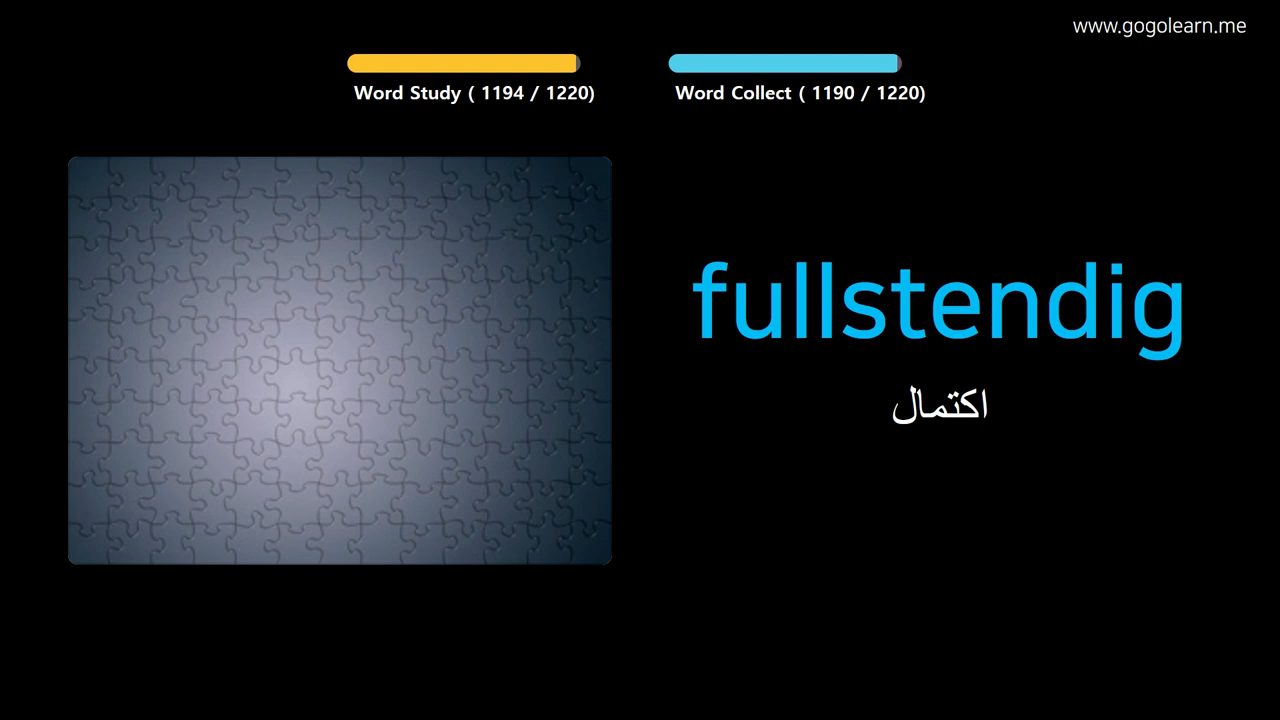 www.gogolearn.me
Word Study ( 1194 / 1220)
Word Collect ( 1190 / 1220)
fullstendig
اكتمال